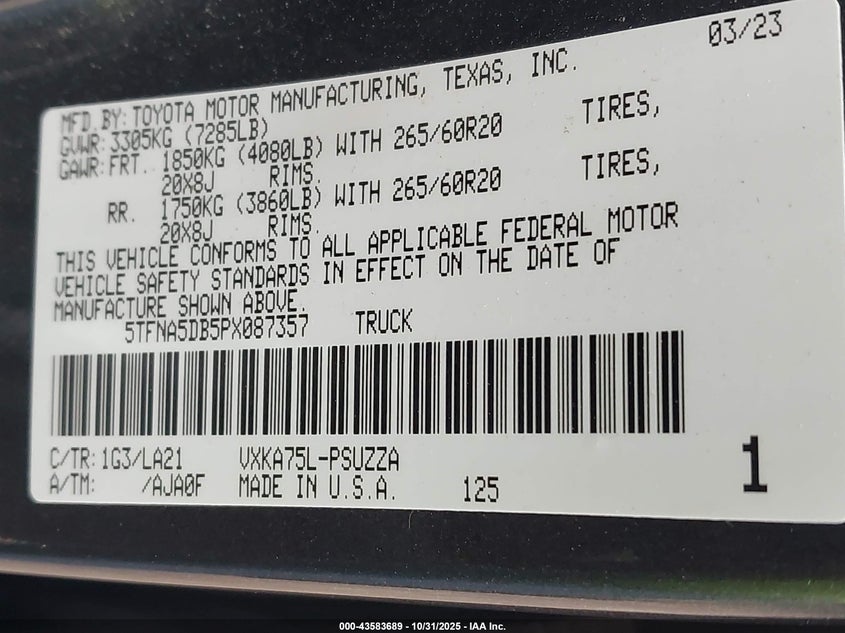 03/23
MFD BY: TOYOTA MOTOR MANUFACTURING, TEXAS, INC.
GVWR: 3305KG (7285LB)
GAWR: FRT. 1850KG (4080LB) WITH 265/60R20 TIRES,
20X8J RIMS.
RR. 1750KG (3860LB) WITH 265/60R20 TIRES,
20X8J RIMS.
THIS VEHICLE CONFORMS TO ALL APPLICABLE FEDERAL MOTOR
VEHICLE SAFETY STANDARDS IN EFFECT ON THE DATE OF
MANUFACTURE SHOWN ABOVE.
5TFNA5DB5PX087357 TRUCK
C/TR: 1G3/LA21 VXKA75L-PSUZZA
A/TM: /AJA0F MADE IN U.S.A. 125
1
000-43583689 - 10/31/2025 - IAA Inc.